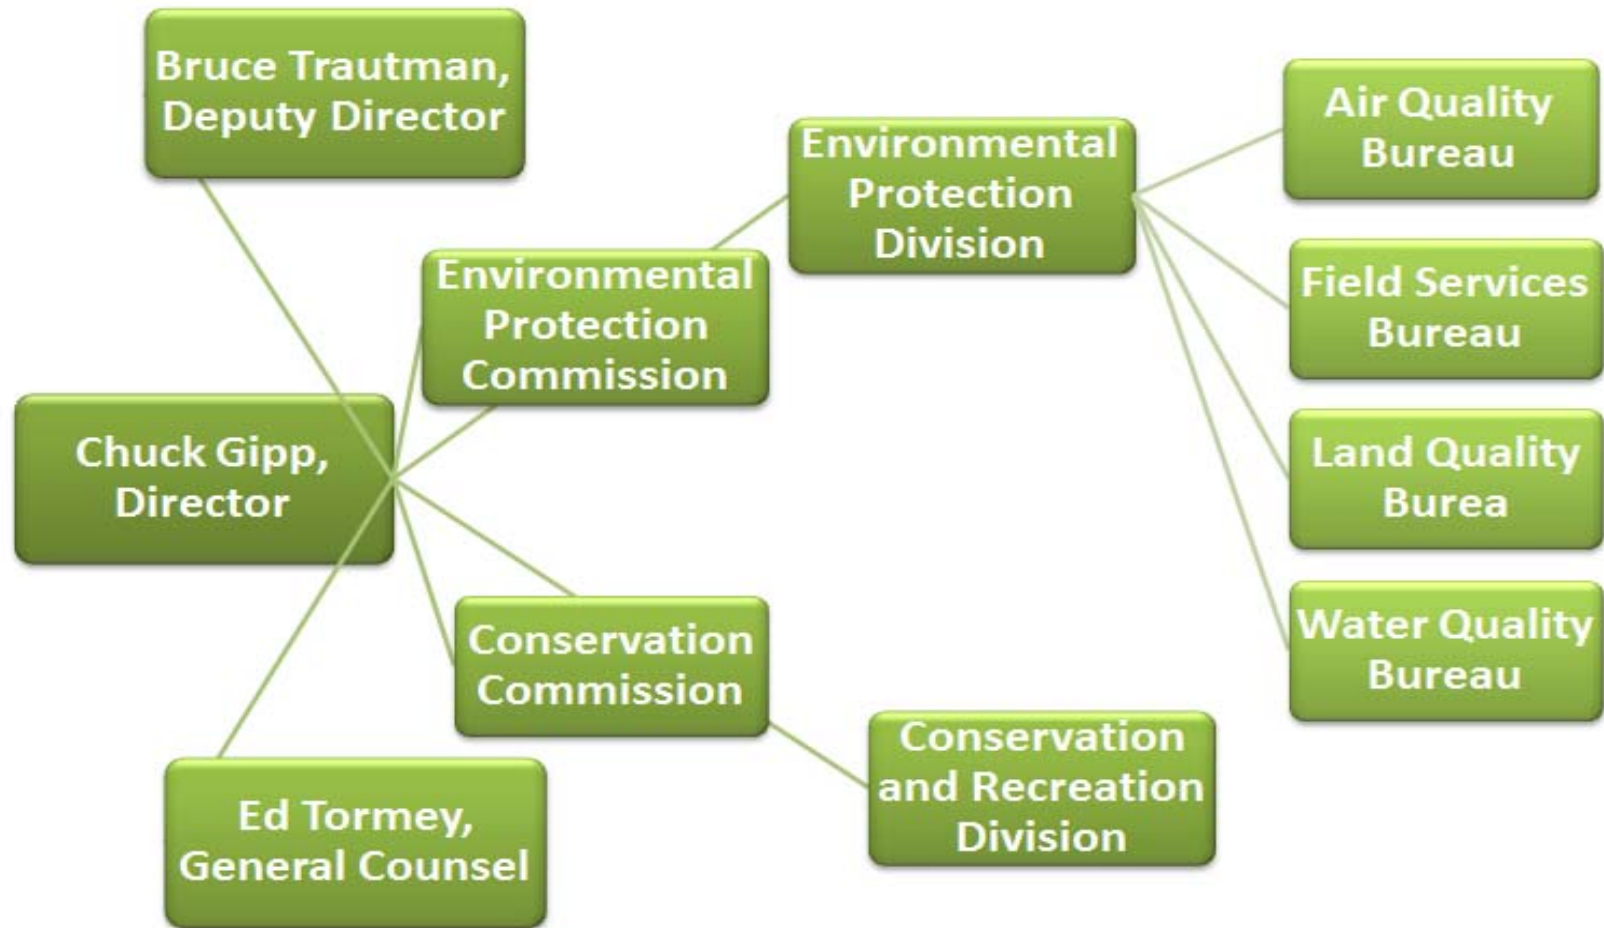 Bruce Trautman,
Deputy Director
Environmental
Protection
Commission
Chuck Gipp,
Director
Conservation
Commission
Ed Tormey,
General Counsel
Environmental
Protection
Division
Conservation
and Recreation
Division
Air Quality
Bureau
Field Services
Bureau
Land Quality
Burea
Water Quality
Bureau